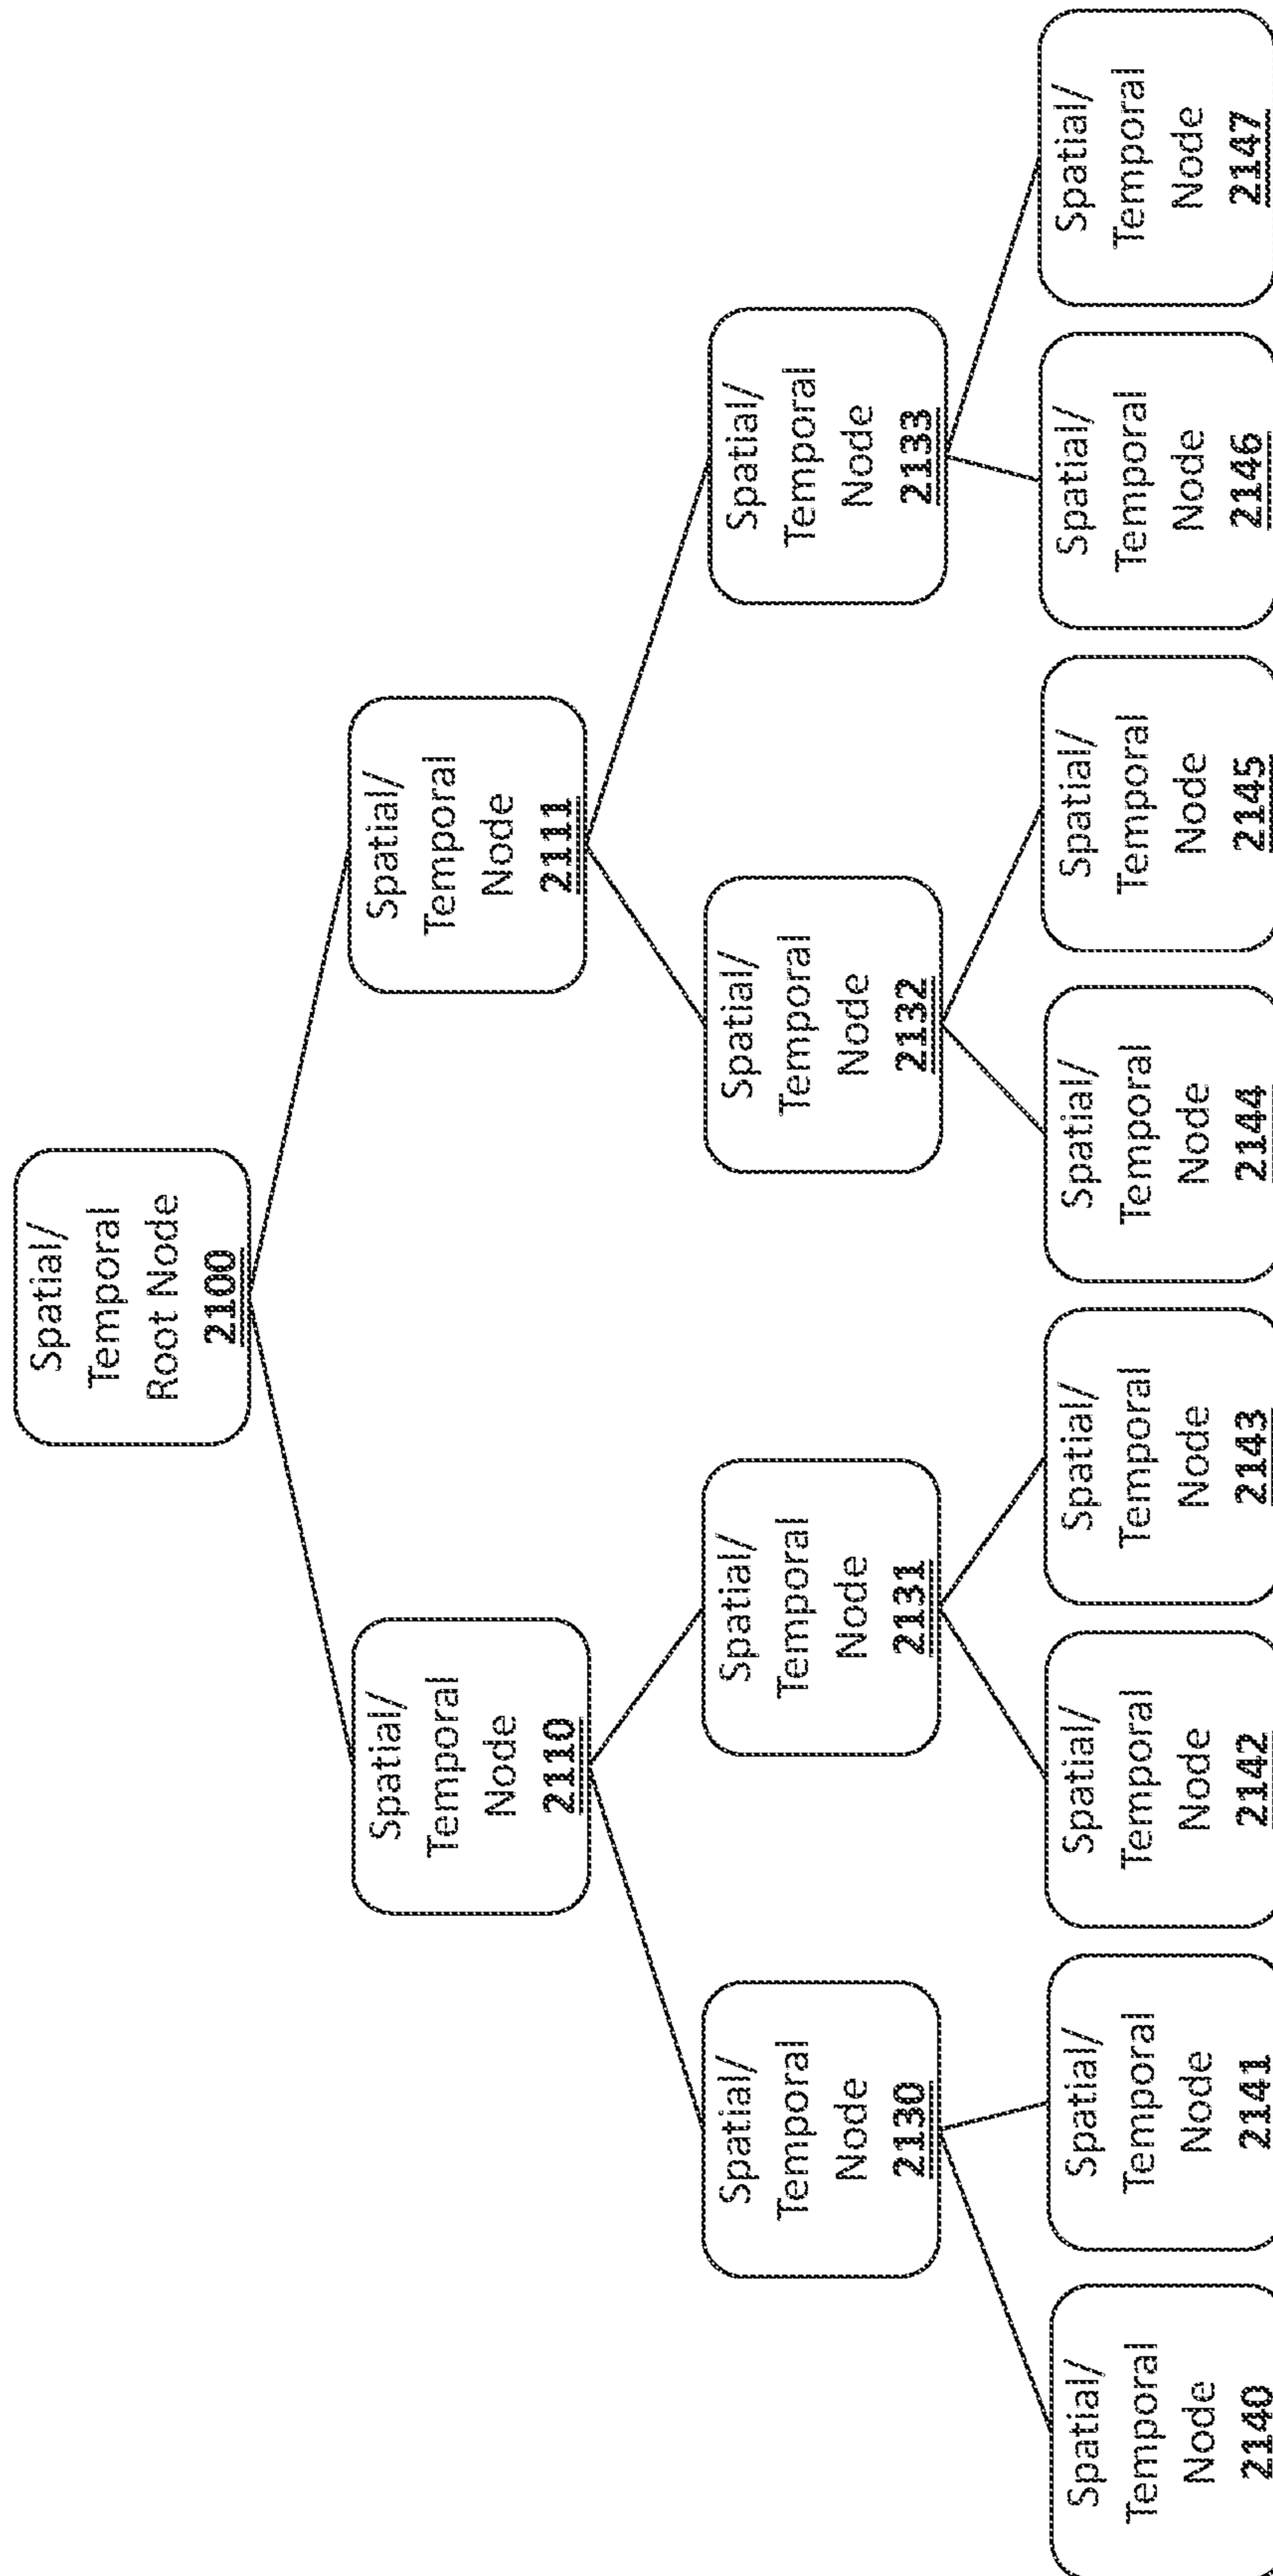 Spatial/
Temporal
Root Node
2100
Spatial/
Temporal
Node
2110
Spatial/
Temporal
Node
2111
Spatial/
Temporal
Node
2130
Spatial/
Temporal
Node
2131
Spatial/
Temporal
Node
2132
Spatial/
Temporal
Node
2133
Spatial/
Temporal
Node
2140
Spatial/
Temporal
Node
2141
Spatial/
Temporal
Node
2142
Spatial/
Temporal
Node
2143
Spatial/
Temporal
Node
2144
Spatial/
Temporal
Node
2145
Spatial/
Temporal
Node
2146
Spatial/
Temporal
Node
2147